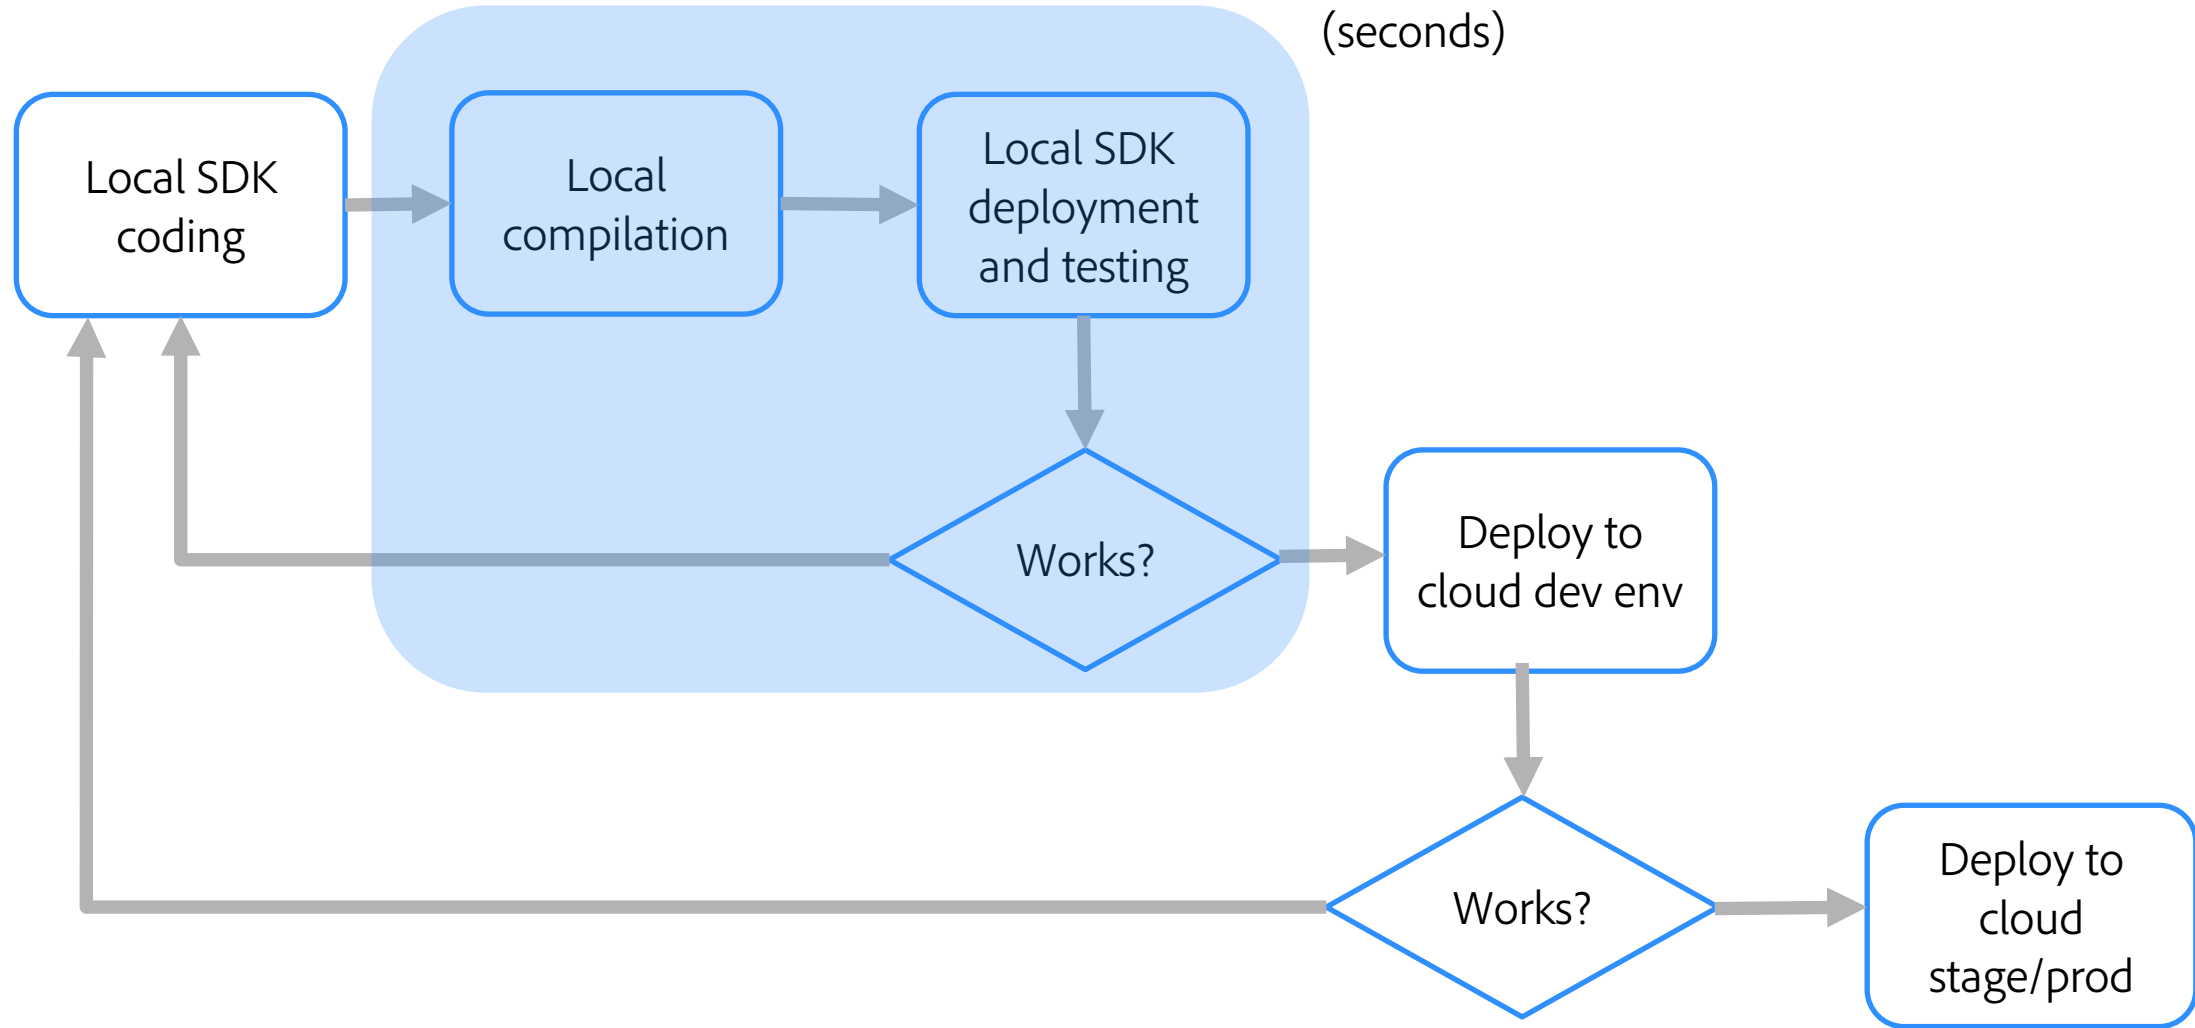 (seconds)
Local SDK
coding
Local
compilation
Local SDK
deployment
and testing
Works?
Deploy to
cloud dev env
Works?
Deploy to
cloud
stage/prod